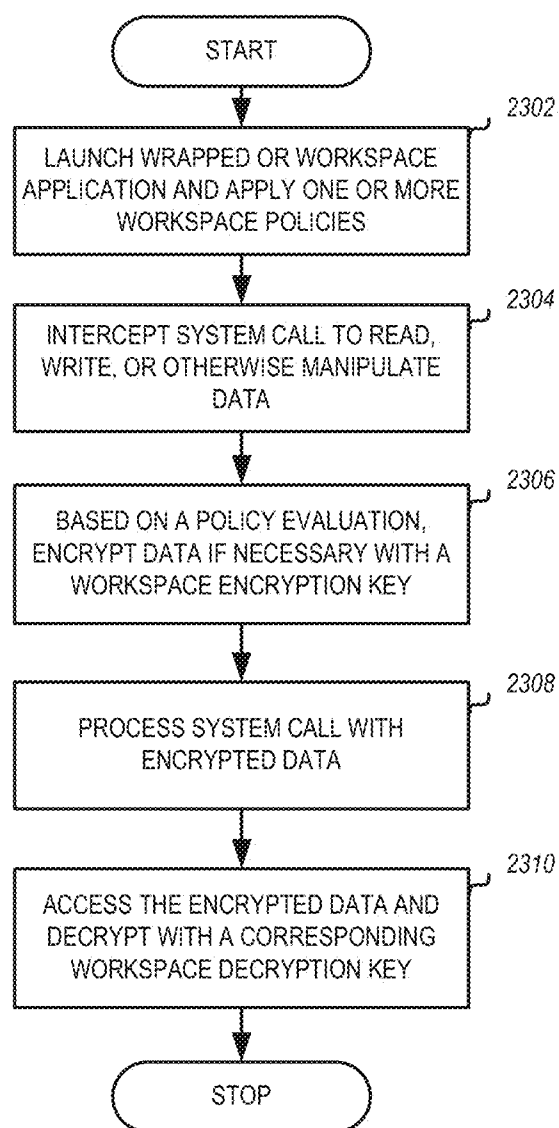 START
2302
LAUNCH WRAPPED OR WORKSPACE
APPLICATION AND APPLY ONE OR MORE
WORKSPACE POLICIES
2304
INTERCEPT SYSTEM CALL TO READ,
WRITE, OR OTHERWISE MANIPULATE
DATA
2306
BASED ON A POLICY EVALUATION,
ENCRYPT DATA IF NECESSARY WITH A
WORKSPACE ENCRYPTION KEY
2308
PROCESS SYSTEM CALL WITH
ENCRYPTED DATA
2310
ACCESS THE ENCRYPTED DATA AND
DECRYPT WITH A CORRESPONDING
WORKSPACE DECRYPTION KEY
STOP